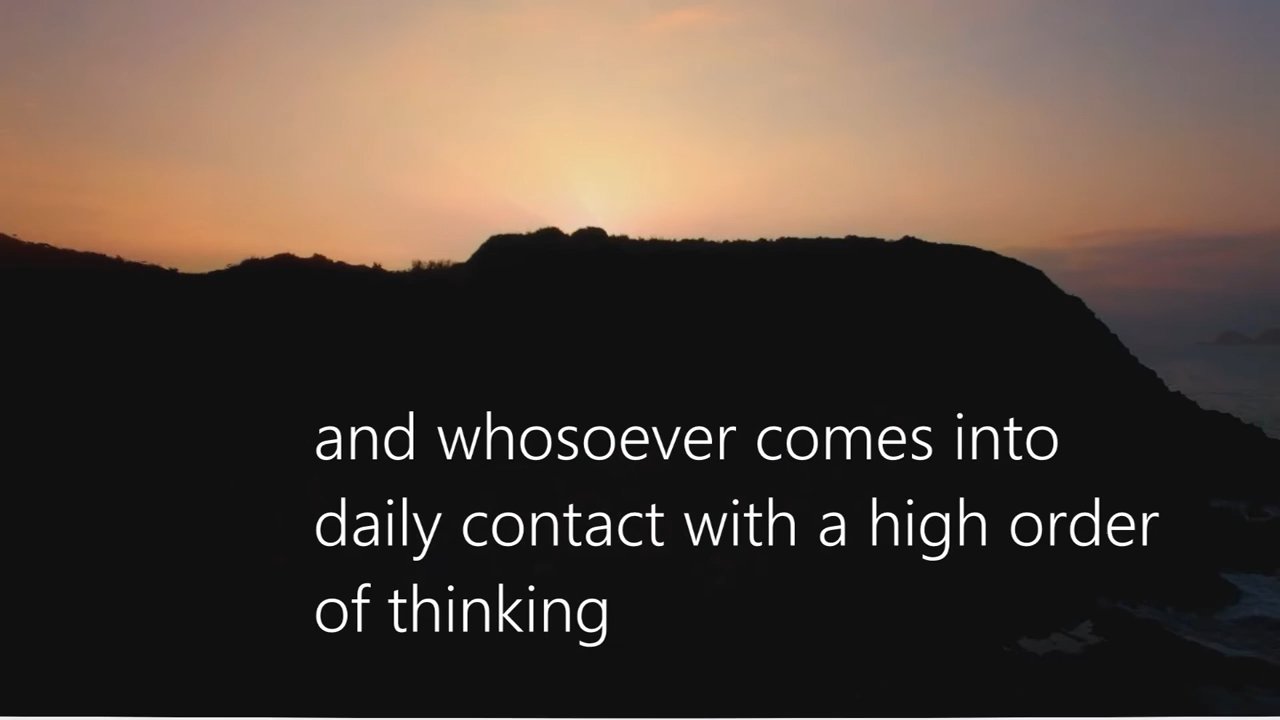 and whosoever comes into
daily contact with a high order
of thinking